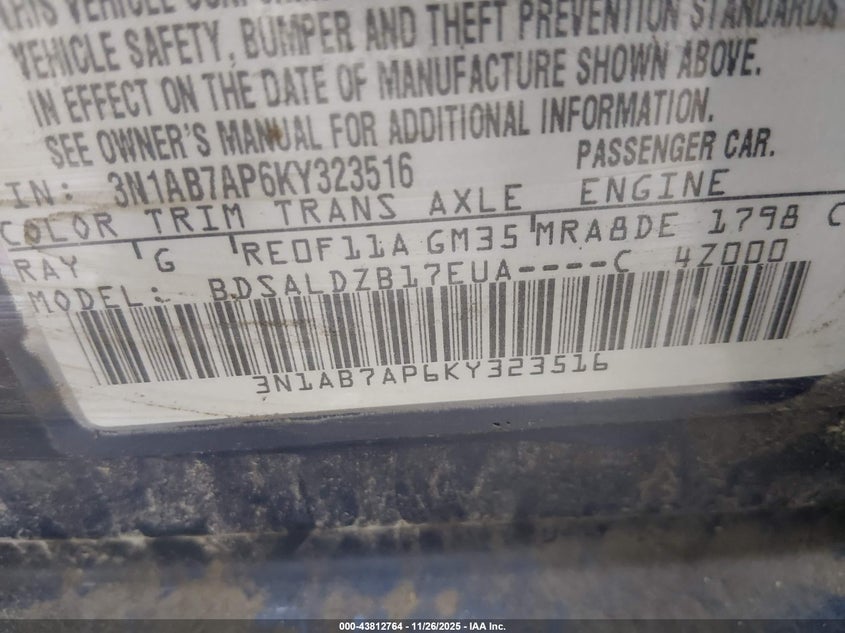 THIS VEHICLE
VEHICLE SAFETY, BUMPER AND THEFT PREVENTION STANDARDS
IN EFFECT ON THE DATE OF MANUFACTURE SHOWN ABOVE.
SEE OWNER'S MANUAL FOR ADDITIONAL INFORMATION.
PASSENGER CAR.
IN: 3N1AB7AP6KY323516
COLOR TRIM TRANS AXLE ENGINE
RAY G RE0F11A GM35 MRA8DE 1798 C
MODEL: BDSALDZB17EUA----C 4Z000
3N1AB7AP6KY323516
000-43812764 | 11/26/2025 | IAA Inc.